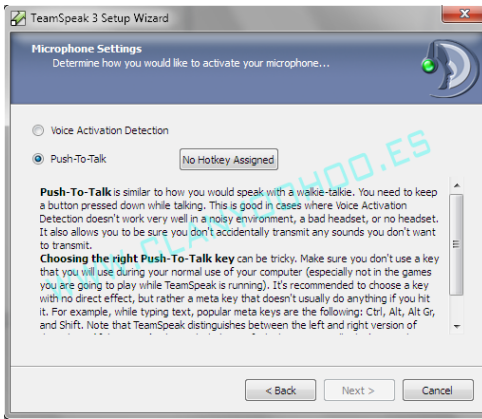 TeamSpeak 3 Setup Wizard
Microphone Settings
Determine how you would like to activate your microphone...
Voice Activation Detection
Push-To-Talk
No Hotkey Assigned
Push-To-Talk is similar to how you would speak with a walkie-talkie. You need to keep
a button pressed down while talking. This is good in cases where Voice Activation
Detection doesn't work very well in a noisy environment, a bad headset, or no headset.
It also allows you to be sure you don't accidentally transmit any sounds you don't want
to transmit.
Choosing the right Push-To-Talk key can be tricky. Make sure you don't use a key
that you will use during your normal use of your computer (especially not in the games
you are going to play while TeamSpeak is running). It's recommended to choose a key
with no direct effect, but rather a meta key that doesn't usually do anything if you hit
it. For example, while typing text, popular meta keys are the following: Ctrl, Alt, Alt Gr,
and Shift. Note that TeamSpeak distinguishes between the left and right version of
< Back
Next >
Cancel